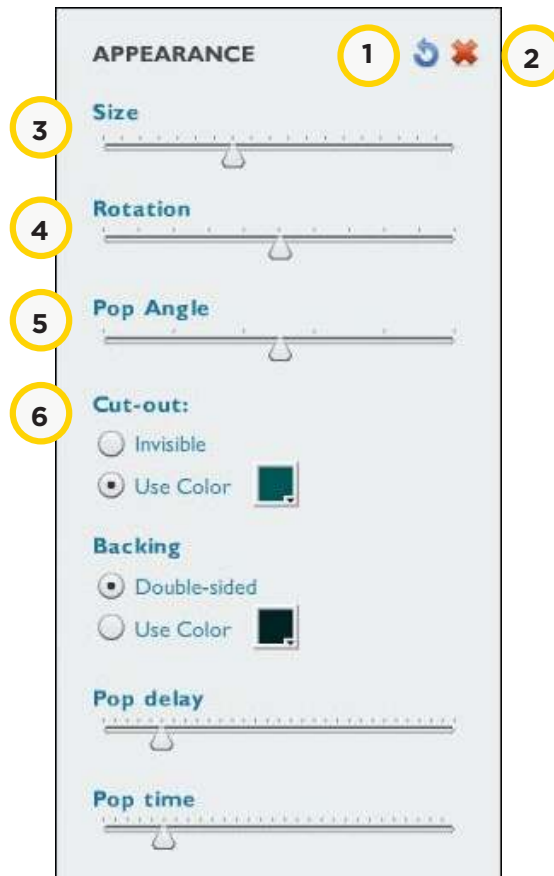 APPEARANCE 1 2
3 Size
4 Rotation
5 Pop Angle
6 Cut-out:
Invisible
Use Color
Backing
Double-sided
Use Color
Pop delay
Pop time